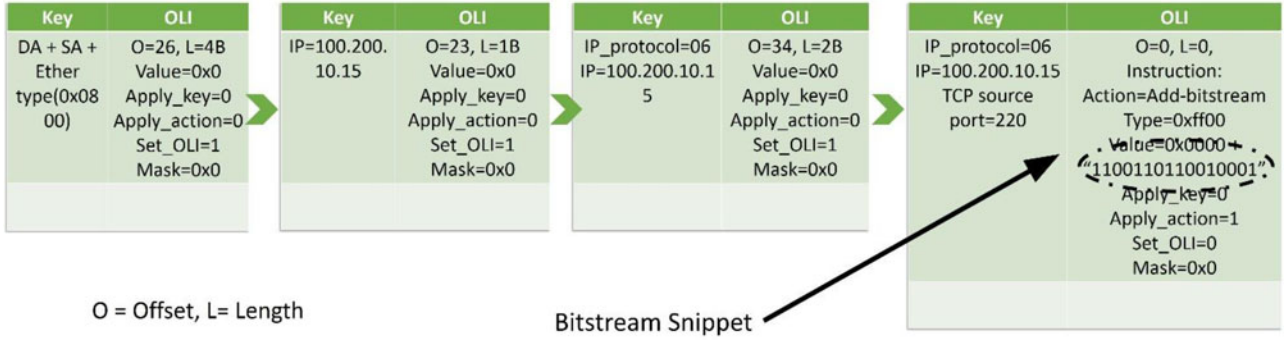 Key
OLI
DA + SA +
Ether
type(0x08
00)
O=26, L=4B
Value=0x0
Apply_key=0
Apply_action=0
Set_OLI=1
Mask=0x0
Key
OLI
IP=100.200.
10.15
O=23, L=1B
Value=0x0
Apply_key=0
Apply_action=0
Set_OLI=1
Mask=0x0
Key
OLI
IP_protocol=06
IP=100.200.10.1
5
O=34, L=2B
Value=0x0
Apply_key=0
Apply_action=0
Set_OLI=1
Mask=0x0
Key
OLI
IP_protocol=06
IP=100.200.10.15
TCP source
port=220
O=0, L=0,
Instruction:
Action=Add-bitstream
Type=0xff00
Value=0x0000 +
“1100110110010001”
Apply_key=0
Apply_action=1
Set_OLI=0
Mask=0x0
O = Offset, L= Length
Bitstream Snippet